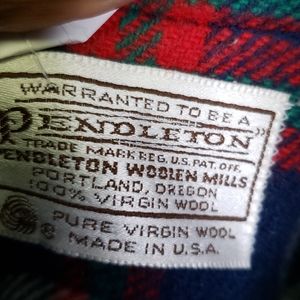 WARRANTED TO BE A
PENDLETON"
TRADE MARK REG. U.S. PAT. OFF.
PENDLETON WOOLEN MILLS
PORTLAND, OREGON
100% VIRGIN WOOL
PURE VIRGIN WOOL
8 MADE IN U.S.A.